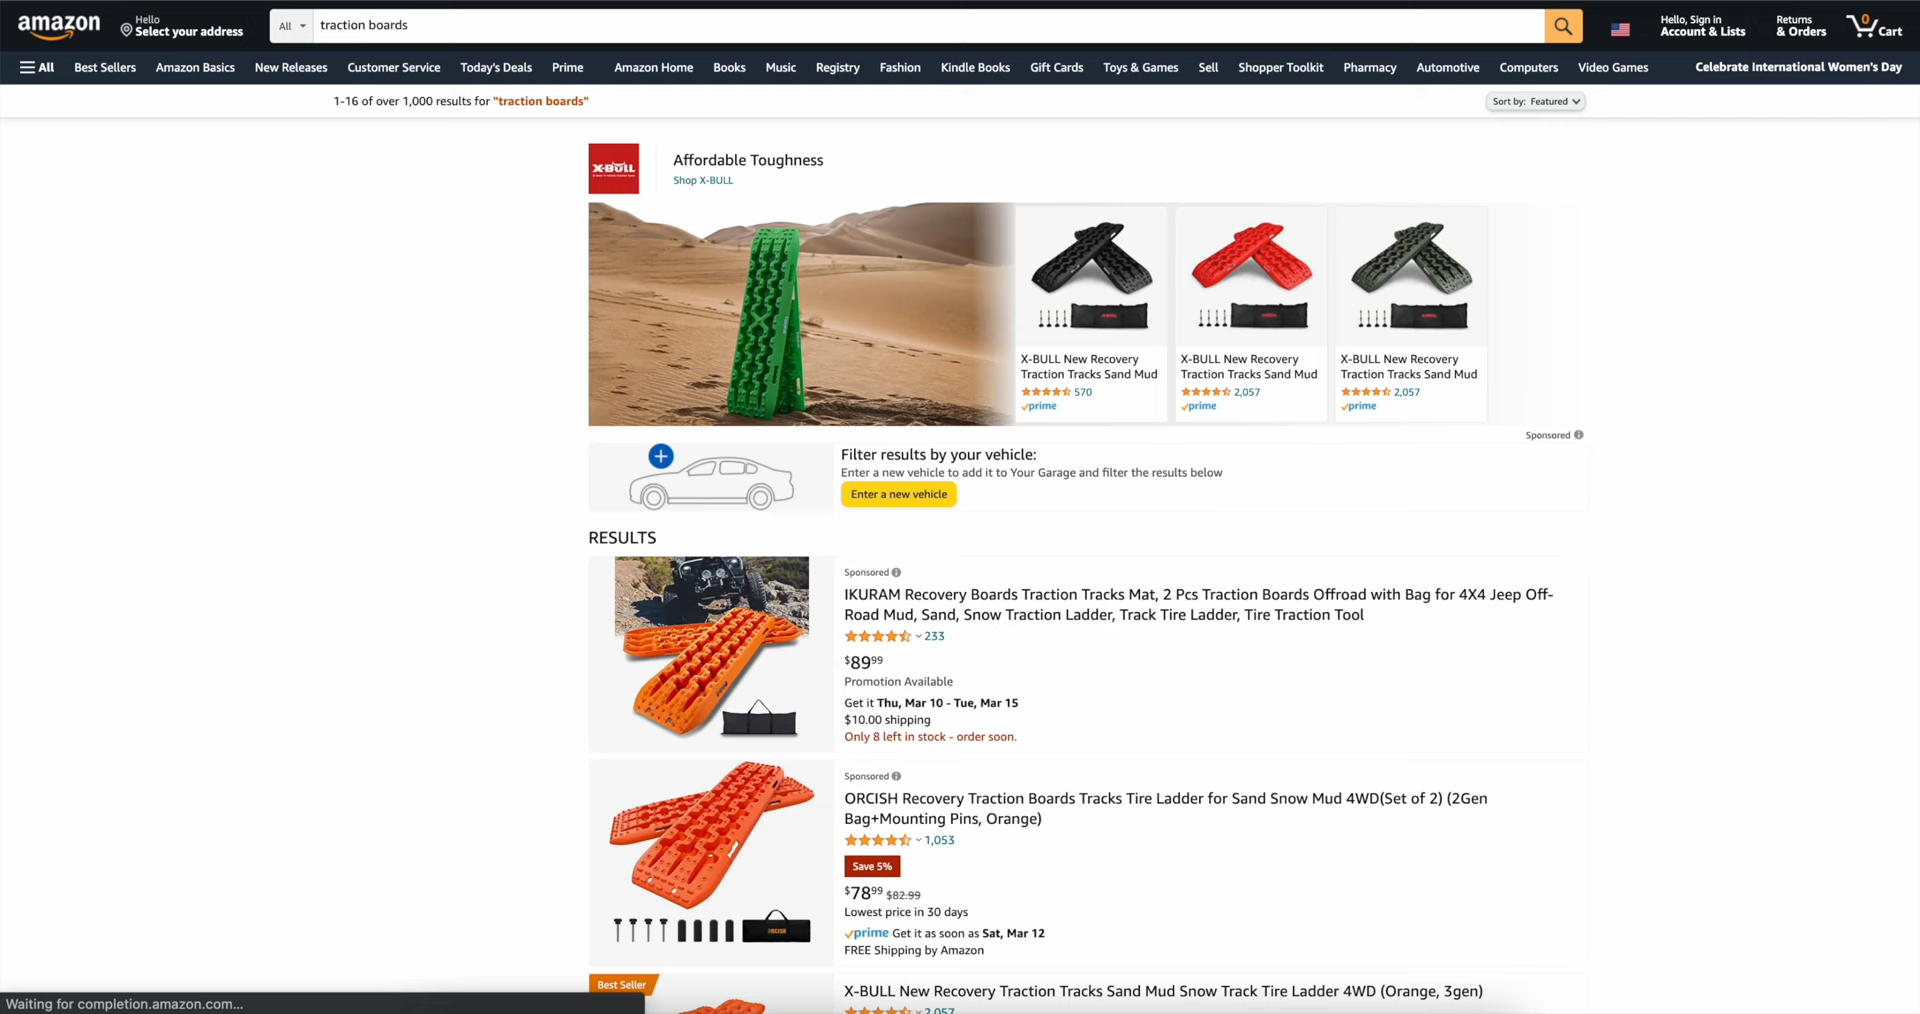 amazon
Hello
Select your address
All
traction boards
Hello, Sign in
Account & Lists
Returns
& Orders
0
Cart
All
Best Sellers
Amazon Basics
New Releases
Customer Service
Today's Deals
Prime
Amazon Home
Books
Music
Registry
Fashion
Kindle Books
Gift Cards
Toys & Games
Sell
Shopper Toolkit
Pharmacy
Automotive
Computers
Video Games
Celebrate International Women's Day
1-16 of over 1,000 results for "traction boards"
Sort by: Featured
X-BULL
Affordable Toughness
Shop X-BULL
X-BULL New Recovery
Traction Tracks Sand Mud
570
prime
X-BULL New Recovery
Traction Tracks Sand Mud
2,057
prime
X-BULL New Recovery
Traction Tracks Sand Mud
2,057
prime
Sponsored
Filter results by your vehicle:
Enter a new vehicle to add it to Your Garage and filter the results below
Enter a new vehicle
RESULTS
Sponsored
IKURAM Recovery Boards Traction Tracks Mat, 2 Pcs Traction Boards Offroad with Bag for 4X4 Jeep Off-
Road Mud, Sand, Snow Traction Ladder, Track Tire Ladder, Tire Traction Tool
233
$8999
Promotion Available
Get it Thu, Mar 10 - Tue, Mar 15
$10.00 shipping
Only 8 left in stock - order soon.
Sponsored
ORCISH Recovery Traction Boards Tracks Tire Ladder for Sand Snow Mud 4WD(Set of 2) (2Gen
Bag+Mounting Pins, Orange)
1,053
Save 5%
$7899 $82.99
Lowest price in 30 days
prime Get it as soon as Sat, Mar 12
FREE Shipping by Amazon
ORCISH
Best Seller
X-BULL New Recovery Traction Tracks Sand Mud Snow Track Tire Ladder 4WD (Orange, 3gen)
2,057
Waiting for completion.amazon.com...